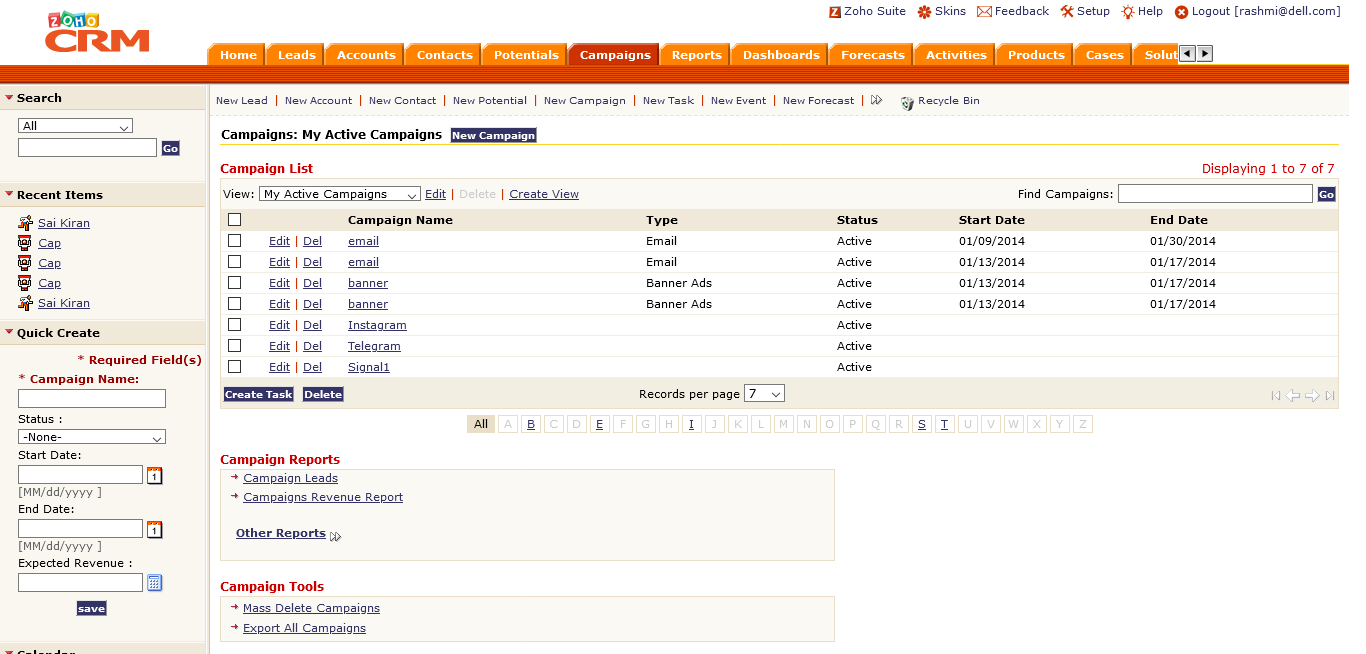 ZOHO CRM
Zoho Suite Skins Feedback Setup Help Logout [rashmi@dell.com]
Home Leads Accounts Contacts Potentials Campaigns Reports Dashboards Forecasts Activities Products Cases Solut
Search
All
Go
Recent Items
Sai Kiran
Cap
Cap
Cap
Sai Kiran
Quick Create
* Required Field(s)
* Campaign Name:
Status :
-None-
Start Date:
1
[MM/dd/yyyy ]
End Date:
1
[MM/dd/yyyy ]
Expected Revenue :
save
Calendar
New Lead | New Account | New Contact | New Potential | New Campaign | New Task | New Event | New Forecast | Recycle Bin
Campaigns: My Active Campaigns New Campaign
Campaign List Displaying 1 to 7 of 7
View: My Active Campaigns Edit | Delete | Create View Find Campaigns: Go
Campaign Name Type Status Start Date End Date
Edit | Del email Email Active 01/09/2014 01/30/2014
Edit | Del email Email Active 01/13/2014 01/17/2014
Edit | Del banner Banner Ads Active 01/13/2014 01/17/2014
Edit | Del banner Banner Ads Active 01/13/2014 01/17/2014
Edit | Del Instagram Active
Edit | Del Telegram Active
Edit | Del Signal1 Active
Create Task Delete Records per page 7
All A B C D E F G H I J K L M N O P Q R S T U V W X Y Z
Campaign Reports
Campaign Leads
Campaigns Revenue Report
Other Reports
Campaign Tools
Mass Delete Campaigns
Export All Campaigns